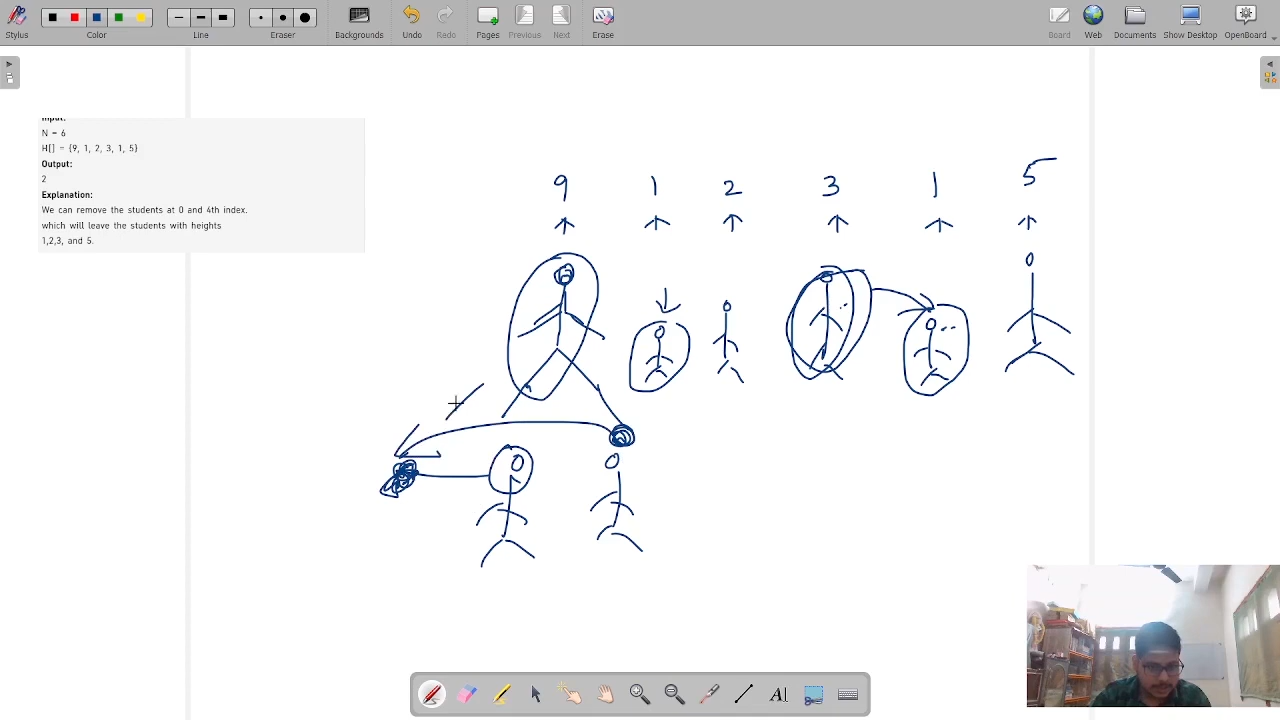 Stylus
Color
Line
Eraser
Backgrounds
Undo
Redo
Pages
Previous
Next
Erase
Board
Web
Documents
Show Desktop
OpenBoard
Input:
N = 6
H[] = {9, 1, 2, 3, 1, 5}
Output:
2
Explanation:
We can remove the students at 0 and 4th index.
which will leave the students with heights
1,2,3, and 5.
9 1 2 3 1 5